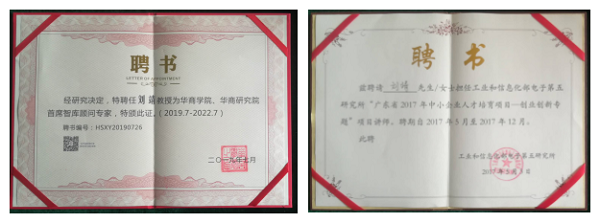 聘书
LETTER OF APPOINTMENT
经研究决定，特聘任刘靖教授为华商学院、华商研究院
首席智库顾问专家，特颁此证。（2019.7-2022.7）
聘书编号：HSXY20190726
二〇一九年七月
聘书
兹聘请 刘靖 先生/女士担任工业和信息化部电子第五
研究所“广东省2017年中小企业人才培育项目—创业创新专
题”项目讲师，聘期自2017年5月至2017年12月。
此聘
工业和信息化部电子第五研究所